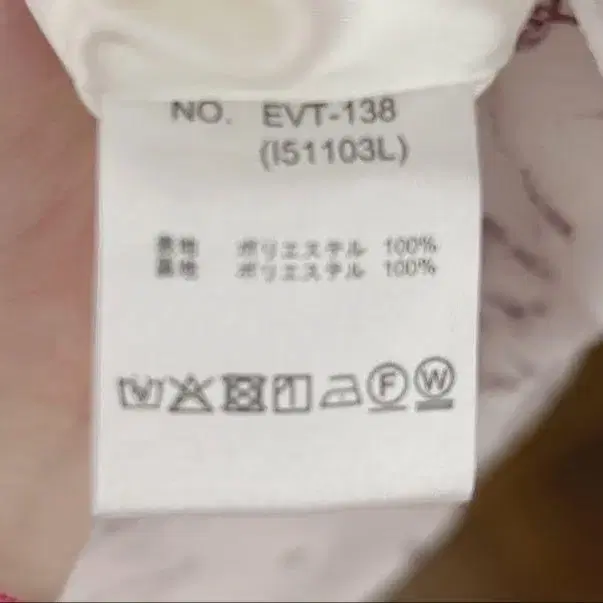 NO. EVT-138
(I51103L)
表地 ポリエステル 100%
裏地 ポリエステル 100%
F W